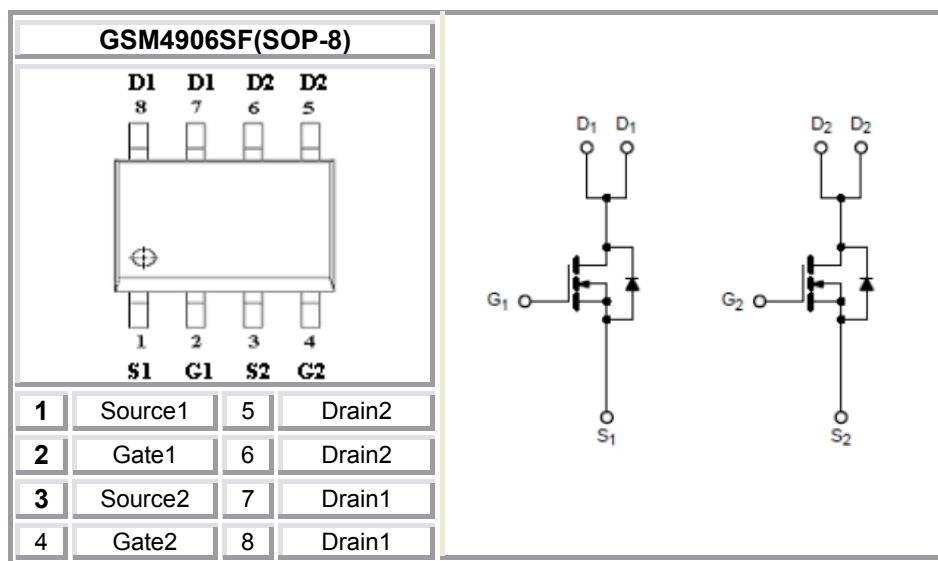 GSM4906SF(SOP-8)
D1 D1 D2 D2
8 7 6 5
1 2 3 4
S1 G1 S2 G2
1 Source1 5 Drain2
2 Gate1 6 Drain2
3 Source2 7 Drain1
4 Gate2 8 Drain1
D1 D1 D2 D2
G1 G2
S1 S2